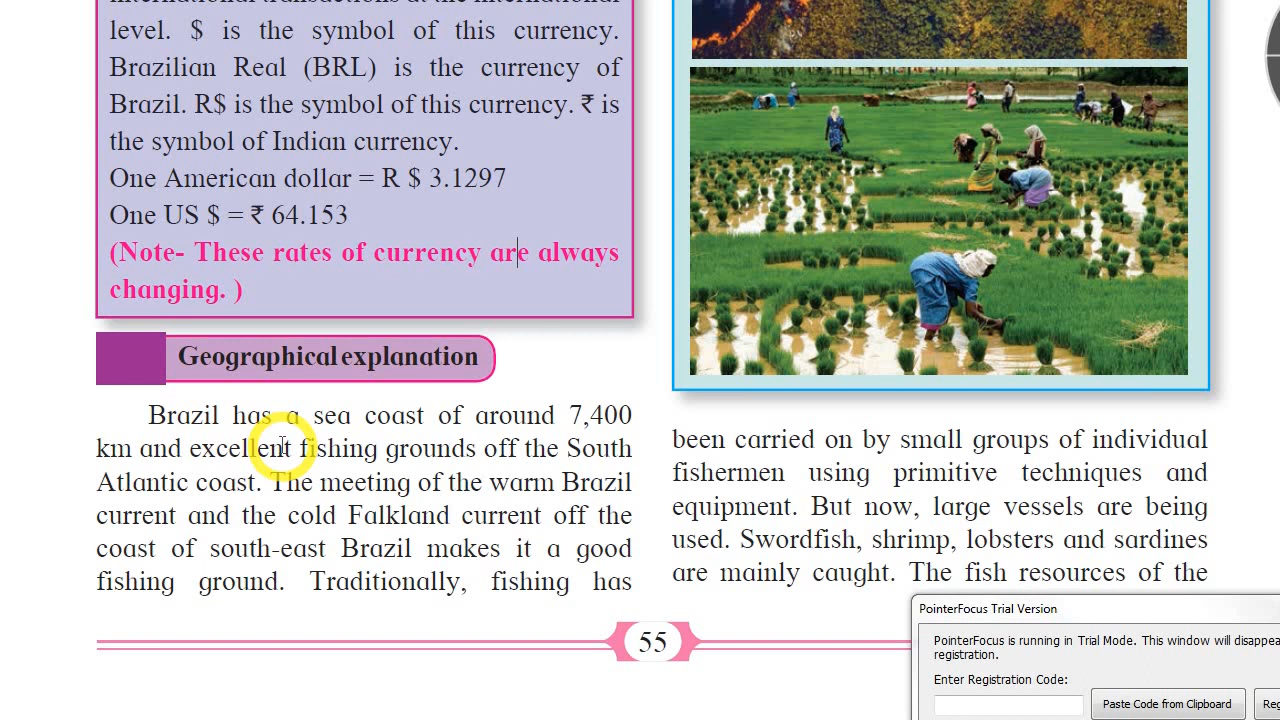 international transactions at the international
level. $ is the symbol of this currency.
Brazilian Real (BRL) is the currency of
Brazil. R$ is the symbol of this currency. ₹ is
the symbol of Indian currency.
One American dollar = R $ 3.1297
One US $ = ₹ 64.153
(Note- These rates of currency are always
changing. )
Geographical explanation
Brazil has a sea coast of around 7,400
km and excellent fishing grounds off the South
Atlantic coast. The meeting of the warm Brazil
current and the cold Falkland current off the
coast of south-east Brazil makes it a good
fishing ground. Traditionally, fishing has
been carried on by small groups of individual
fishermen using primitive techniques and
equipment. But now, large vessels are being
used. Swordfish, shrimp, lobsters and sardines
are mainly caught. The fish resources of the
55
PointerFocus Trial Version
PointerFocus is running in Trial Mode. This window will disappea
registration.
Enter Registration Code:
Paste Code from Clipboard
Reg